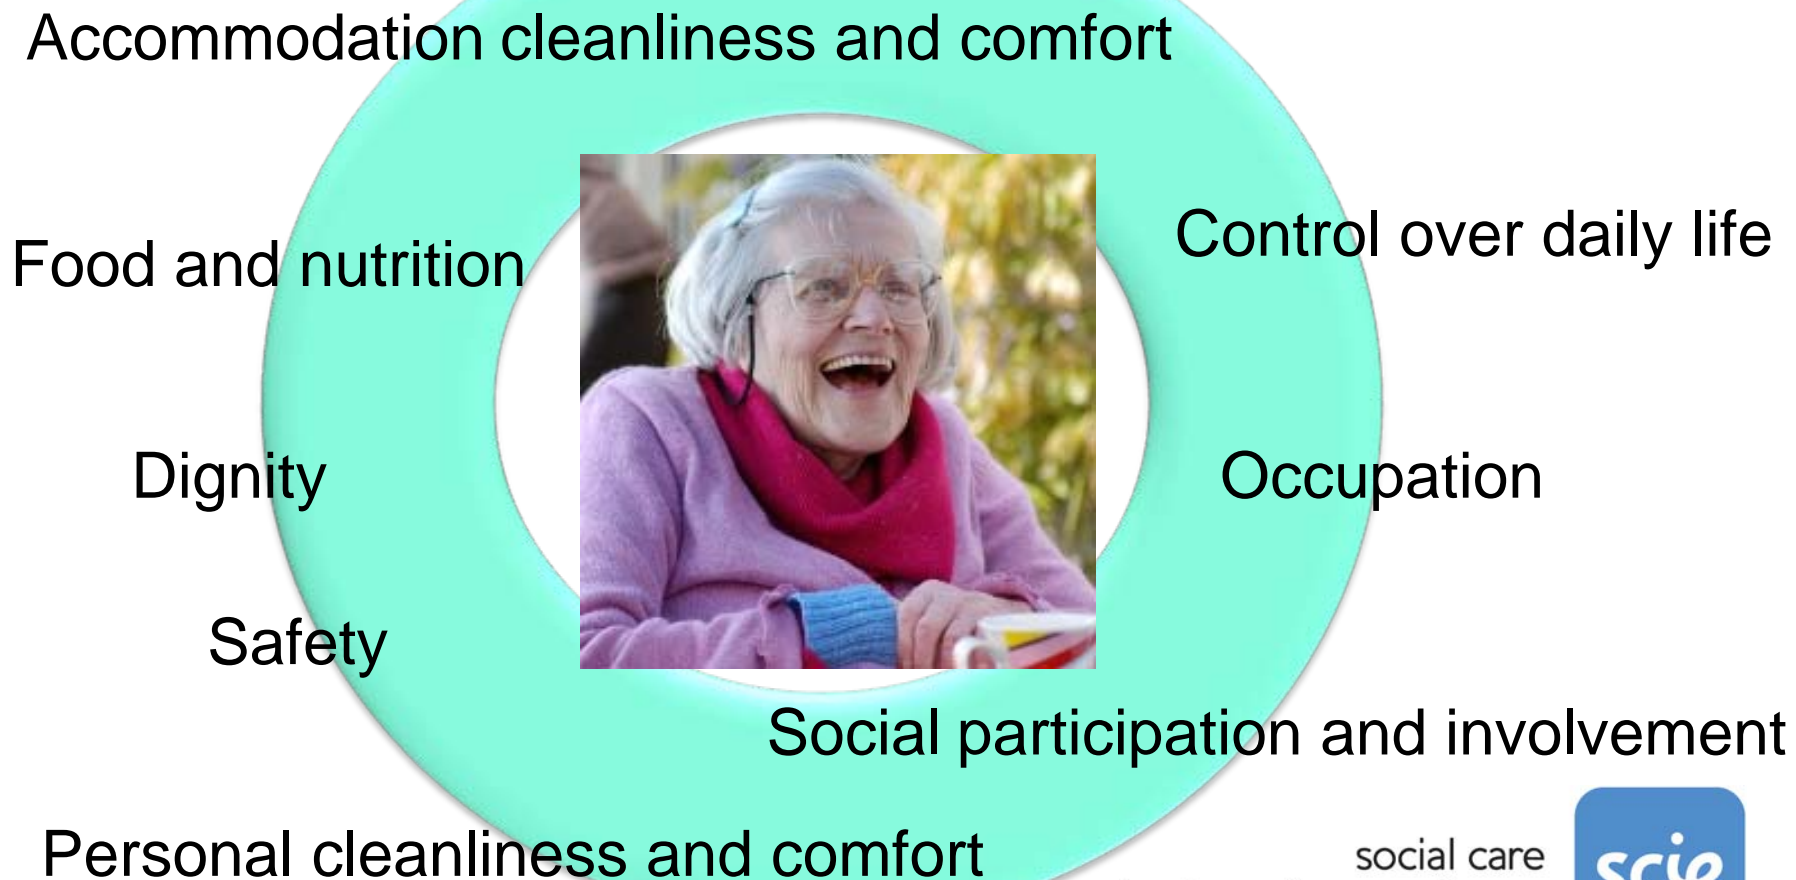 Accommodation cleanliness and comfort
Control over daily life
Food and nutrition
Dignity
Occupation
Safety
Social participation and involvement
Personal cleanliness and comfort
social care
scie